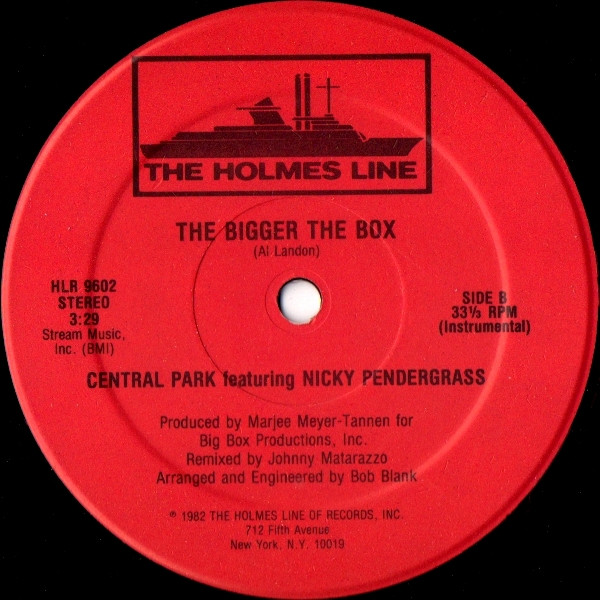 THE HOLMES LINE
THE BIGGER THE BOX
(Al Landon)
HLR 9602
STEREO
3:29
Stream Music,
Inc. (BMI)
SIDE B
33⅓ RPM
(Instrumental)
CENTRAL PARK featuring NICKY PENDERGRASS
Produced by Marjee Meyer-Tannen for
Big Box Productions, Inc.
Remixed by Johnny Matarazzo
Arranged and Engineered by Bob Blank
℗ 1982 THE HOLMES LINE OF RECORDS, INC.
712 Fifth Avenue
New York, N.Y. 10019